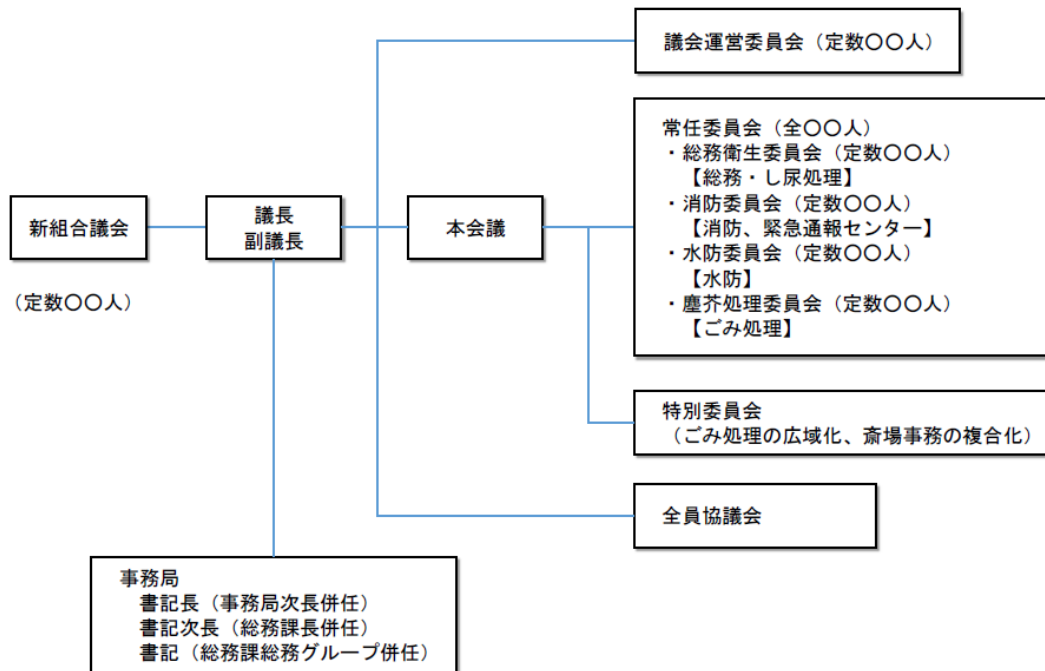 議会運営委員会（定数〇〇人）
常任委員会（全〇〇人）
・総務衛生委員会（定数〇〇人）
【総務・し尿処理】
・消防委員会（定数〇〇人）
【消防、緊急通報センター】
・水防委員会（定数〇〇人）
【水防】
・塵芥処理委員会（定数〇〇人）
【ごみ処理】
新組合議会
（定数〇〇人）
議長
副議長
本会議
特別委員会
（ごみ処理の広域化、斎場事務の複合化）
全員協議会
事務局
書記長（事務局次長併任）
書記次長（総務課長併任）
書記（総務課総務グループ併任）